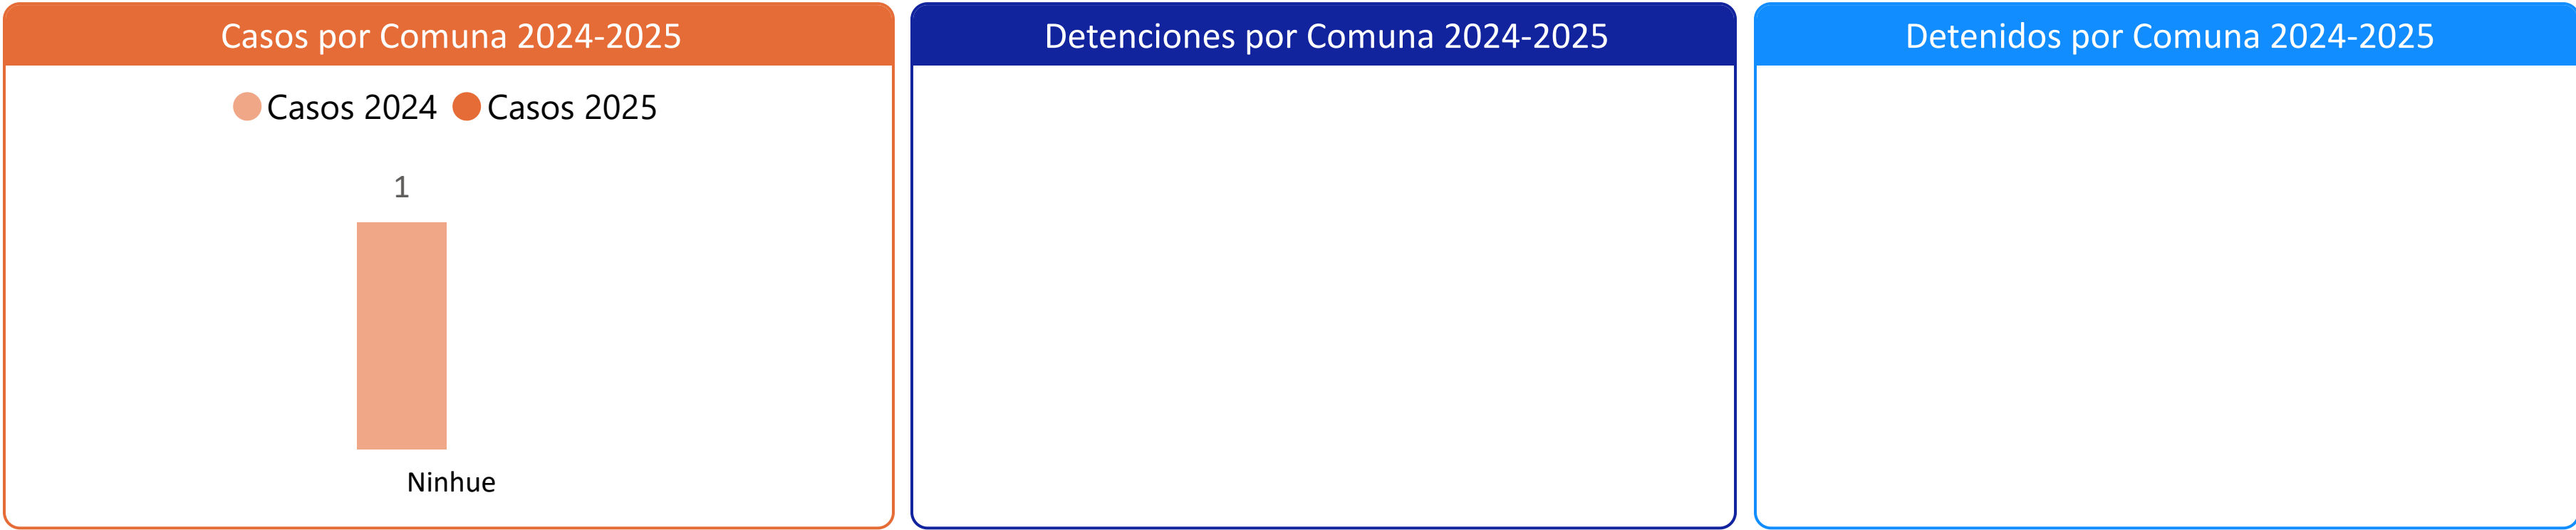 Casos por Comuna 2024-2025
Casos 2024 Casos 2025
1
Ninhue
Detenciones por Comuna 2024-2025
Detenidos por Comuna 2024-2025